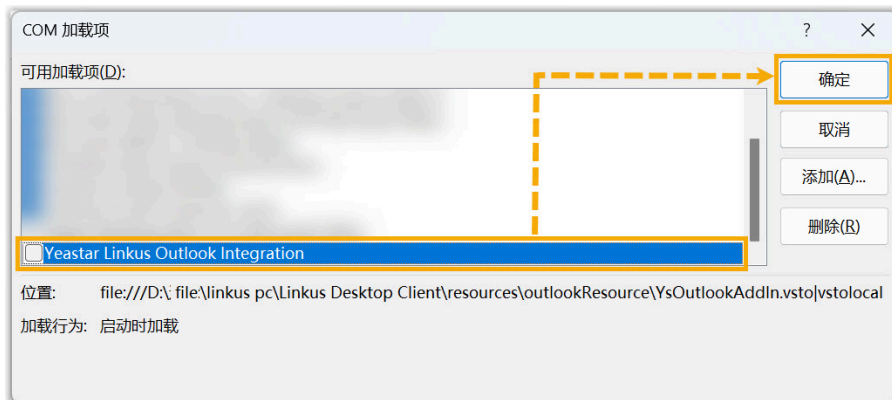 COM 加载项
?
可用加载项(D):
确定
取消
添加(A)...
删除(R)
Yeastar Linkus Outlook Integration
位置: file:///D:\: file:\linkus pc\Linkus Desktop Client\resources\outlookResource\YsOutlookAddIn.vsto|vstolocal
加载行为: 启动时加载